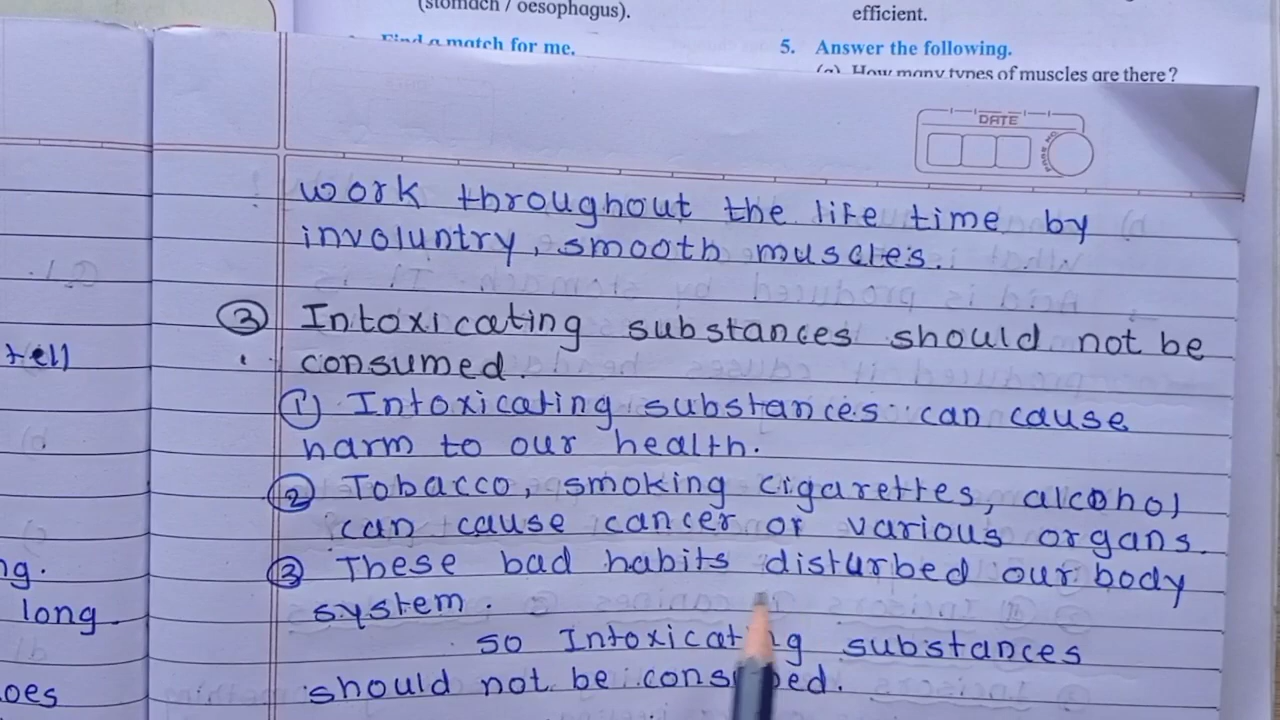 (stomach / oesophagus).
efficient.
Find a match for me.
5. Answer the following.
(a) How many types of muscles are there?
DATE
work throughout the life time by
involuntry, smooth muscles.
③ Intoxicating substances should not be
consumed.
① Intoxicating substances can cause
harm to our health.
② Tobacco, smoking cigarettes, alcohol
can cause cancer of various organs.
③ These bad habits disturbed our body
system.
so Intoxicating substances
should not be consumed.
tell
ng.
long
oes